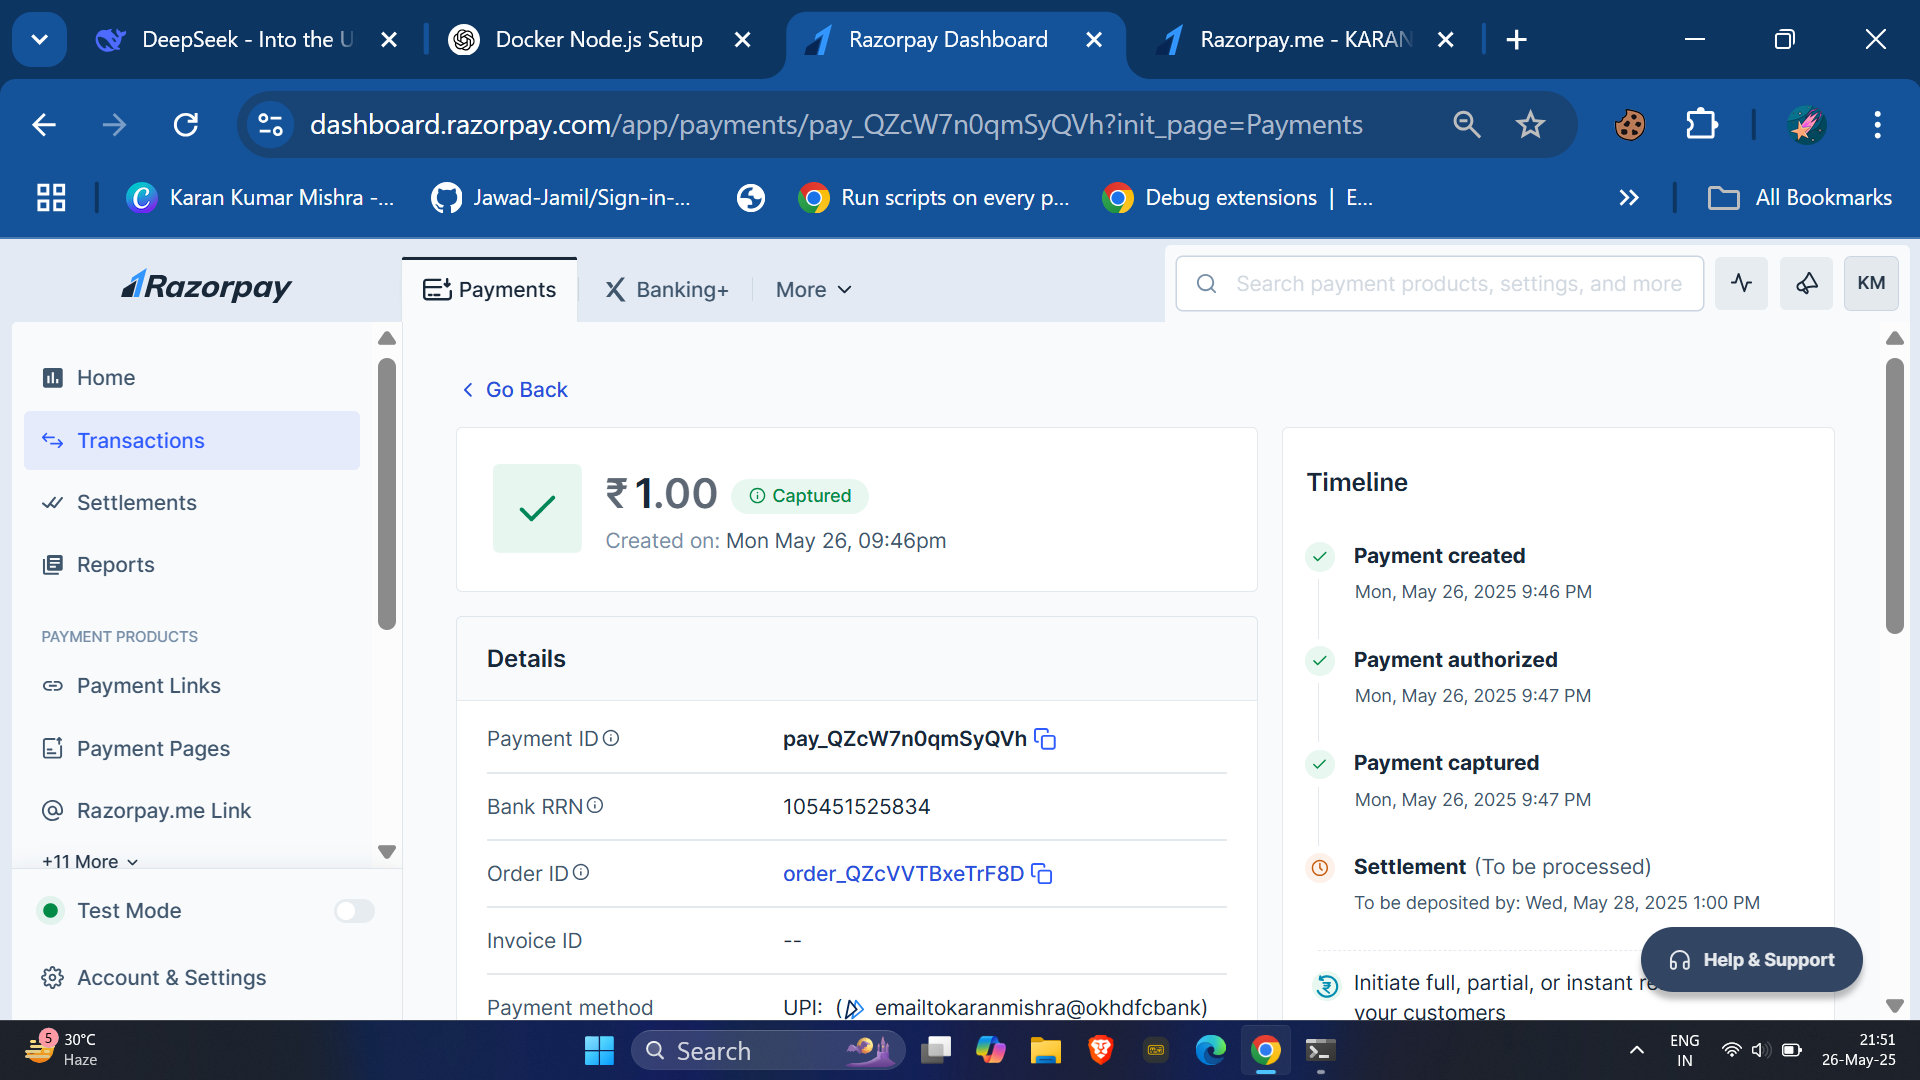 DeepSeek - Into the U
Docker Node.js Setup
Razorpay Dashboard
Razorpay.me - KARAN
dashboard.razorpay.com/app/payments/pay_QZcW7n0qmSyQVh?init_page=Payments
Karan Kumar Mishra -...
Jawad-Jamil/Sign-in-...
Run scripts on every p...
Debug extensions | E...
All Bookmarks
Razorpay
Payments
Banking+
More
Search payment products, settings, and more
KM
Home
Transactions
Settlements
Reports
PAYMENT PRODUCTS
Payment Links
Payment Pages
Razorpay.me Link
+11 More
Test Mode
Account & Settings
Go Back
₹ 1.00
Captured
Created on: Mon May 26, 09:46pm
Details
Payment ID
pay_QZcW7n0qmSyQVh
Bank RRN
105451525834
Order ID
order_QZcVVTBxeTrF8D
Invoice ID
--
Payment method
UPI: ( emailtokaranmishra@okhdfcbank)
Timeline
Payment created
Mon, May 26, 2025 9:46 PM
Payment authorized
Mon, May 26, 2025 9:47 PM
Payment captured
Mon, May 26, 2025 9:47 PM
Settlement (To be processed)
To be deposited by: Wed, May 28, 2025 1:00 PM
Initiate full, partial, or instant re
your customers
Help & Support
5
30°C
Haze
Search
ENG
IN
21:51
26-May-25